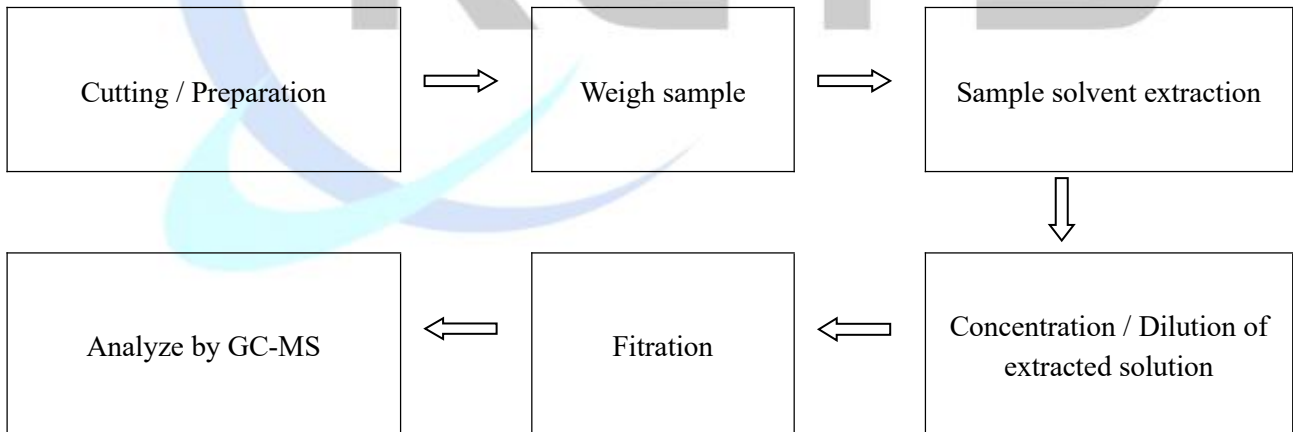 Cutting / Preparation
Weigh sample
Sample solvent extraction
Concentration / Dilution of
extracted solution
Fitration
Analyze by GC-MS